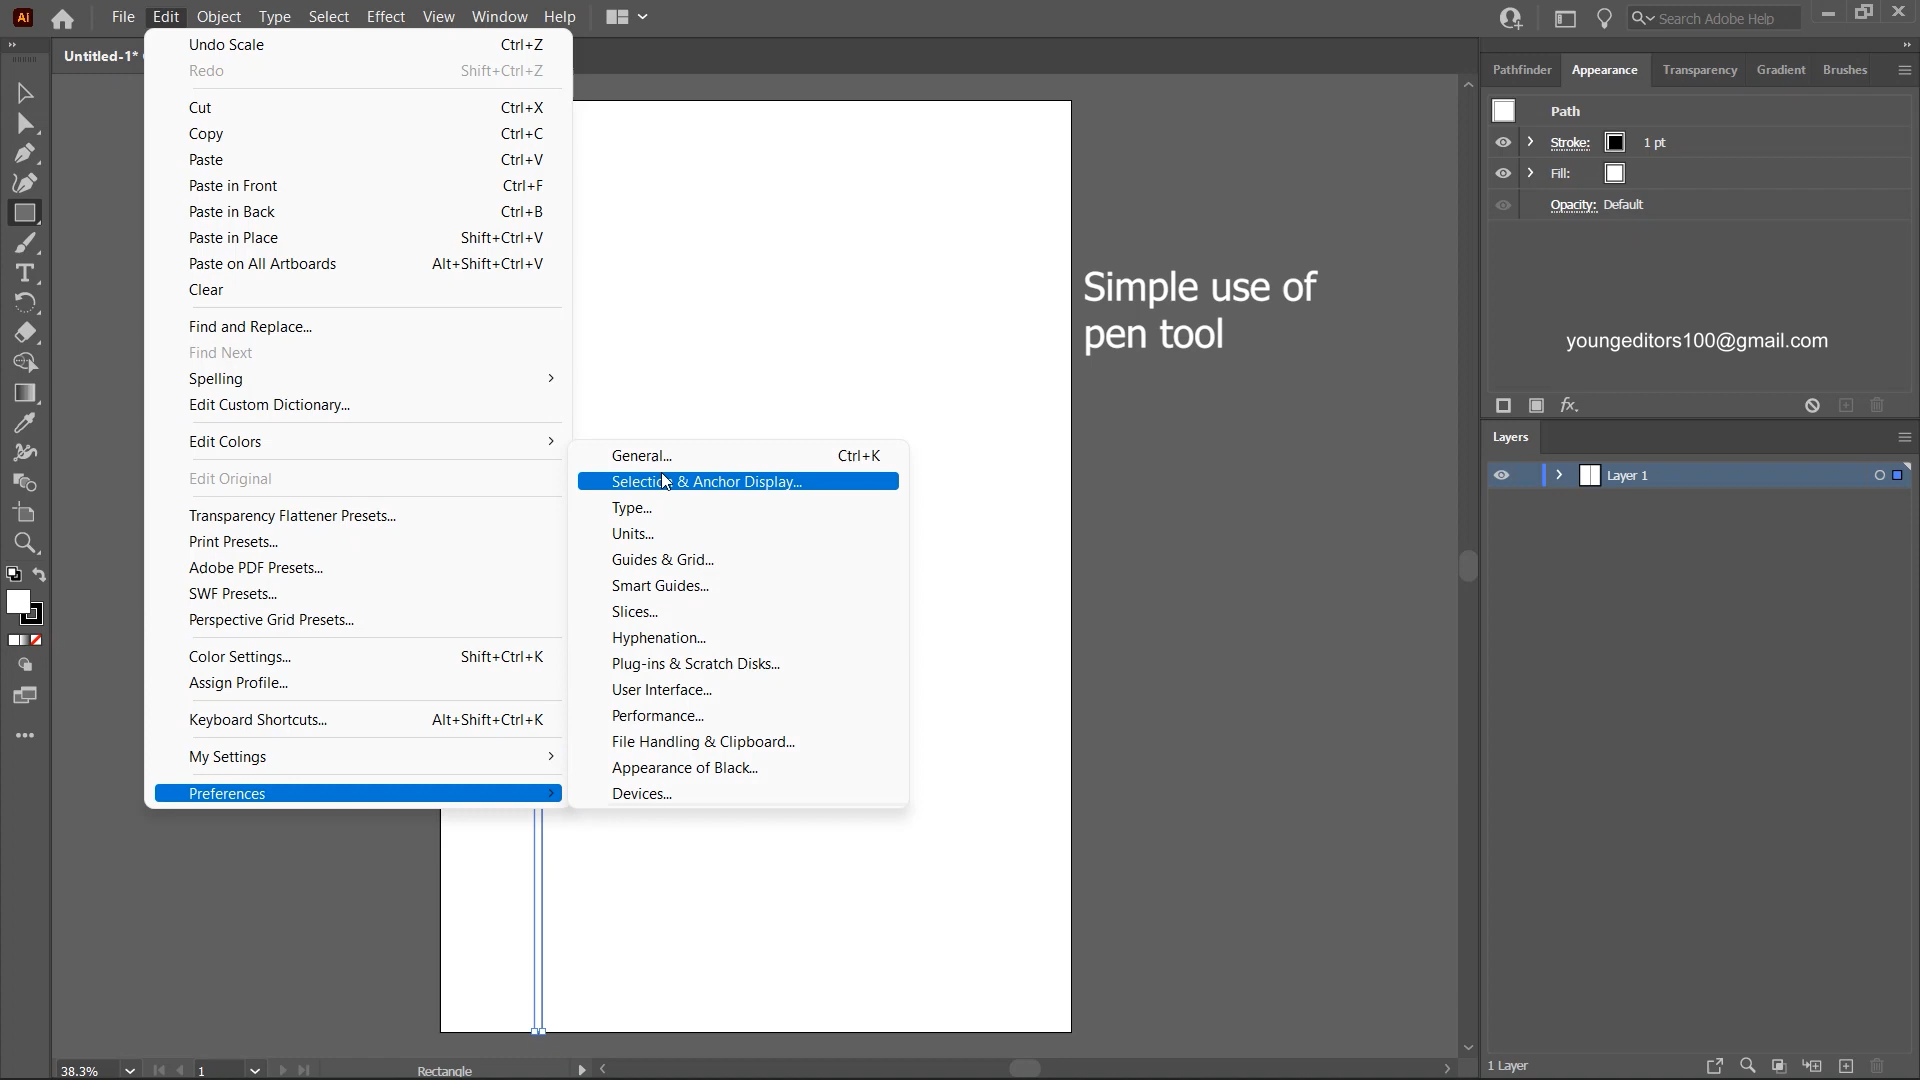 Ai
File Edit Object Type Select Effect View Window Help
Search Adobe Help
Untitled-1*
Undo Scale Ctrl+Z
Redo Shift+Ctrl+Z
Cut Ctrl+X
Copy Ctrl+C
Paste Ctrl+V
Paste in Front Ctrl+F
Paste in Back Ctrl+B
Paste in Place Shift+Ctrl+V
Paste on All Artboards Alt+Shift+Ctrl+V
Clear
Find and Replace...
Find Next
Spelling
Edit Custom Dictionary...
Edit Colors
Edit Original
Transparency Flattener Presets...
Print Presets...
Adobe PDF Presets...
SWF Presets...
Perspective Grid Presets...
Color Settings... Shift+Ctrl+K
Assign Profile...
Keyboard Shortcuts... Alt+Shift+Ctrl+K
My Settings
Preferences
General... Ctrl+K
Selection & Anchor Display...
Type...
Units...
Guides & Grid...
Smart Guides...
Slices...
Hyphenation...
Plug-ins & Scratch Disks...
User Interface...
Performance...
File Handling & Clipboard...
Appearance of Black...
Devices...
Simple use of
pen tool
Pathfinder Appearance Transparency Gradient Brushes
Path
Stroke: 1 pt
Fill:
Opacity: Default
youngeditors100@gmail.com
fx.
Layers
Layer 1
1 Layer
38.3% 1 Rectangle